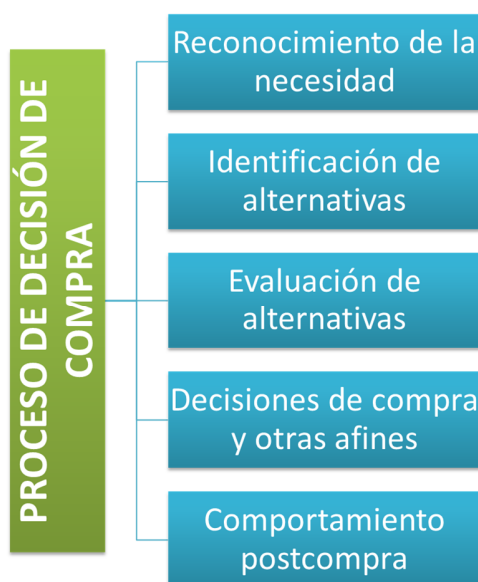 PROCESO DE DECISIÓN DE
COMPRA
Reconocimiento de la
necesidad
Identificación de
alternativas
Evaluación de
alternativas
Decisiones de compra
y otras afines
Comportamiento
postcompra